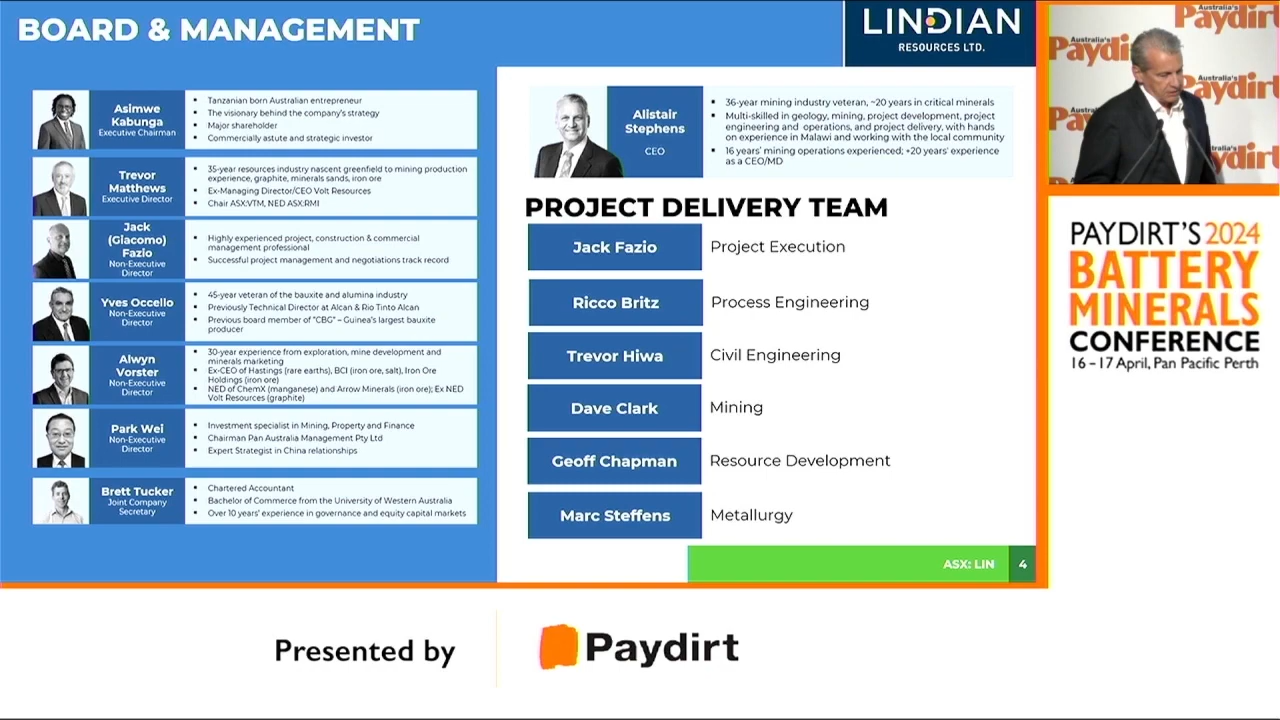 BOARD & MANAGEMENT
LINDIAN
RESOURCES LTD.
Asimwe
Kabunga
Executive Chairman
▪ Tanzanian born Australian entrepreneur
▪ The visionary behind the company's strategy
▪ Major shareholder
▪ Commercially astute and strategic investor
Trevor
Matthews
Executive Director
▪ 35-year resources industry nascent greenfield to mining production
experience, graphite, minerals sands, iron ore
▪ Ex-Managing Director/CEO Volt Resources
▪ Chair ASX:VTM, NED ASX:RMI
Jack
(Giacomo)
Fazio
Non-Executive
Director
▪ Highly experienced project, construction & commercial
management professional
▪ Successful project management and negotiations track record
Yves Occello
Non-Executive
Director
▪ 45-year veteran of the bauxite and alumina industry
▪ Previously Technical Director at Alcan & Rio Tinto Alcan
▪ Previous board member of "CBG" – Guinea's largest bauxite
producer
Alwyn
Vorster
Non-Executive
Director
▪ 30-year experience from exploration, mine development and
minerals marketing
▪ Ex-CEO of Hastings (rare earths), BCI (iron ore, salt), Iron Ore
Holdings (iron ore)
▪ NED of ChemX (manganese) and Arrow Minerals (iron ore); Ex NED
Volt Resources (graphite)
Park Wei
Non-Executive
Director
▪ Investment specialist in Mining, Property and Finance
▪ Chairman Pan Australia Management Pty Ltd
▪ Expert Strategist in China relationships
Brett Tucker
Joint Company
Secretary
▪ Chartered Accountant
▪ Bachelor of Commerce from the University of Western Australia
▪ Over 10 years' experience in governance and equity capital markets
Alistair
Stephens
CEO
▪ 36-year mining industry veteran, ~20 years in critical minerals
▪ Multi-skilled in geology, mining, project development, project
engineering and operations, and project delivery, with hands
on experience in Malawi and working with the local community
▪ 16 years' mining operations experienced; +20 years' experience
as a CEO/MD
PROJECT DELIVERY TEAM
Jack Fazio Project Execution
Ricco Britz Process Engineering
Trevor Hiwa Civil Engineering
Dave Clark Mining
Geoff Chapman Resource Development
Marc Steffens Metallurgy
ASX: LIN 4
Australia's
Paydirt
Australia's
Paydirt
Australia's
Paydirt
PAYDIRT'S 2024
BATTERY
MINERALS
CONFERENCE
16 – 17 April, Pan Pacific Perth
Presented by
Paydirt